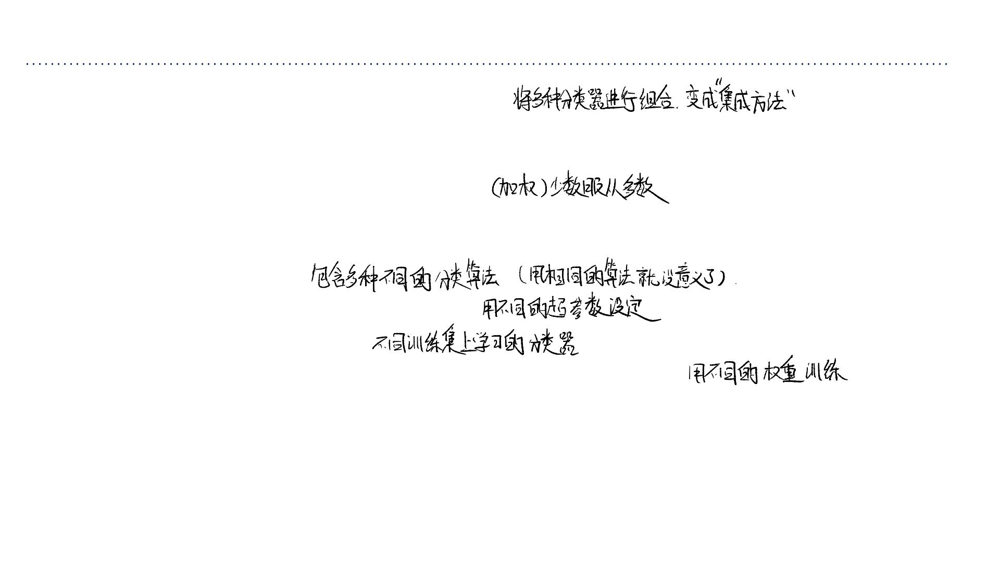 将多种分类器进行组合. 变成"集成方法"
(加权)少数服从多数
包含多种不同的分类算法 (用相同的算法就没意义了).
用不同的超参数设定
不同训练集上学习的分类器
用不同的权重训练